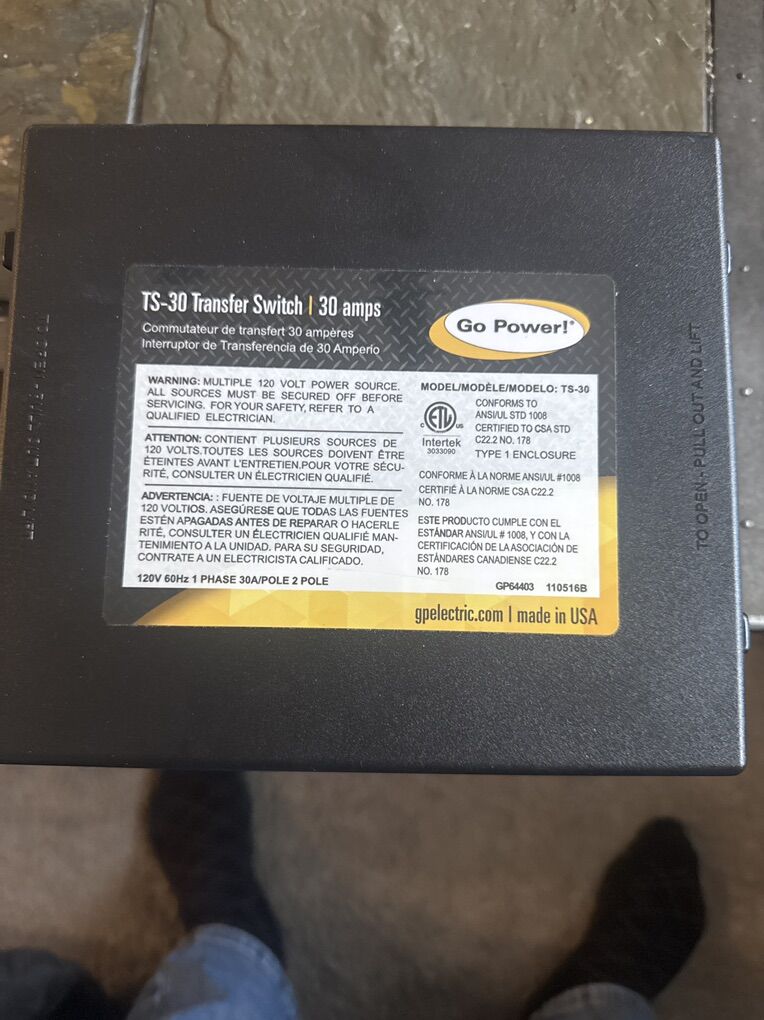 TS-30 Transfer Switch | 30 amps
Commutateur de transfert 30 ampères
Interruptor de Transferencia de 30 Amperio
Go Power!®
WARNING: MULTIPLE 120 VOLT POWER SOURCE.
ALL SOURCES MUST BE SECURED OFF BEFORE
SERVICING. FOR YOUR SAFETY, REFER TO A
QUALIFIED ELECTRICIAN.
ATTENTION: CONTIENT PLUSIEURS SOURCES DE
120 VOLTS.TOUTES LES SOURCES DOIVENT ÊTRE
ÉTEINTES AVANT L'ENTRETIEN.POUR VOTRE SÉCU-
RITÉ, CONSULTER UN ÉLECTRICIEN QUALIFIÉ.
ADVERTENCIA: : FUENTE DE VOLTAJE MULTIPLE DE
120 VOLTIOS. ASEGÚRESE QUE TODAS LAS FUENTES
ESTÉN APAGADAS ANTES DE REPARAR O HACERLE
RITÉ, CONSULTER UN ÉLECTRICIEN QUALIFIÉ MAN-
TENIMIENTO A LA UNIDAD. PARA SU SEGURIDAD,
CONTRATE A UN ELECTRICISTA CALIFICADO.
120V 60Hz 1 PHASE 30A/POLE 2 POLE
MODEL/MODÈLE/MODELO: TS-30
C ETL US
Intertek
3033090
CONFORMS TO
ANSI/UL STD 1008
CERTIFIED TO CSA STD
C22.2 NO. 178
TYPE 1 ENCLOSURE
CONFORME À LA NORME ANSI/UL #1008
CERTIFIÉ À LA NORME CSA C22.2
NO. 178
ESTE PRODUCTO CUMPLE CON EL
ESTÁNDAR ANSI/UL # 1008, Y CON LA
CERTIFICACIÓN DE LA ASOCIACIÓN DE
ESTÁNDARES CANADIENSE C22.2
NO. 178
GP64403 110516B
gpelectric.com | made in USA
TO OPEN - PULL OUT AND LIFT
TO OPEN - PULL OUT AND LIFT